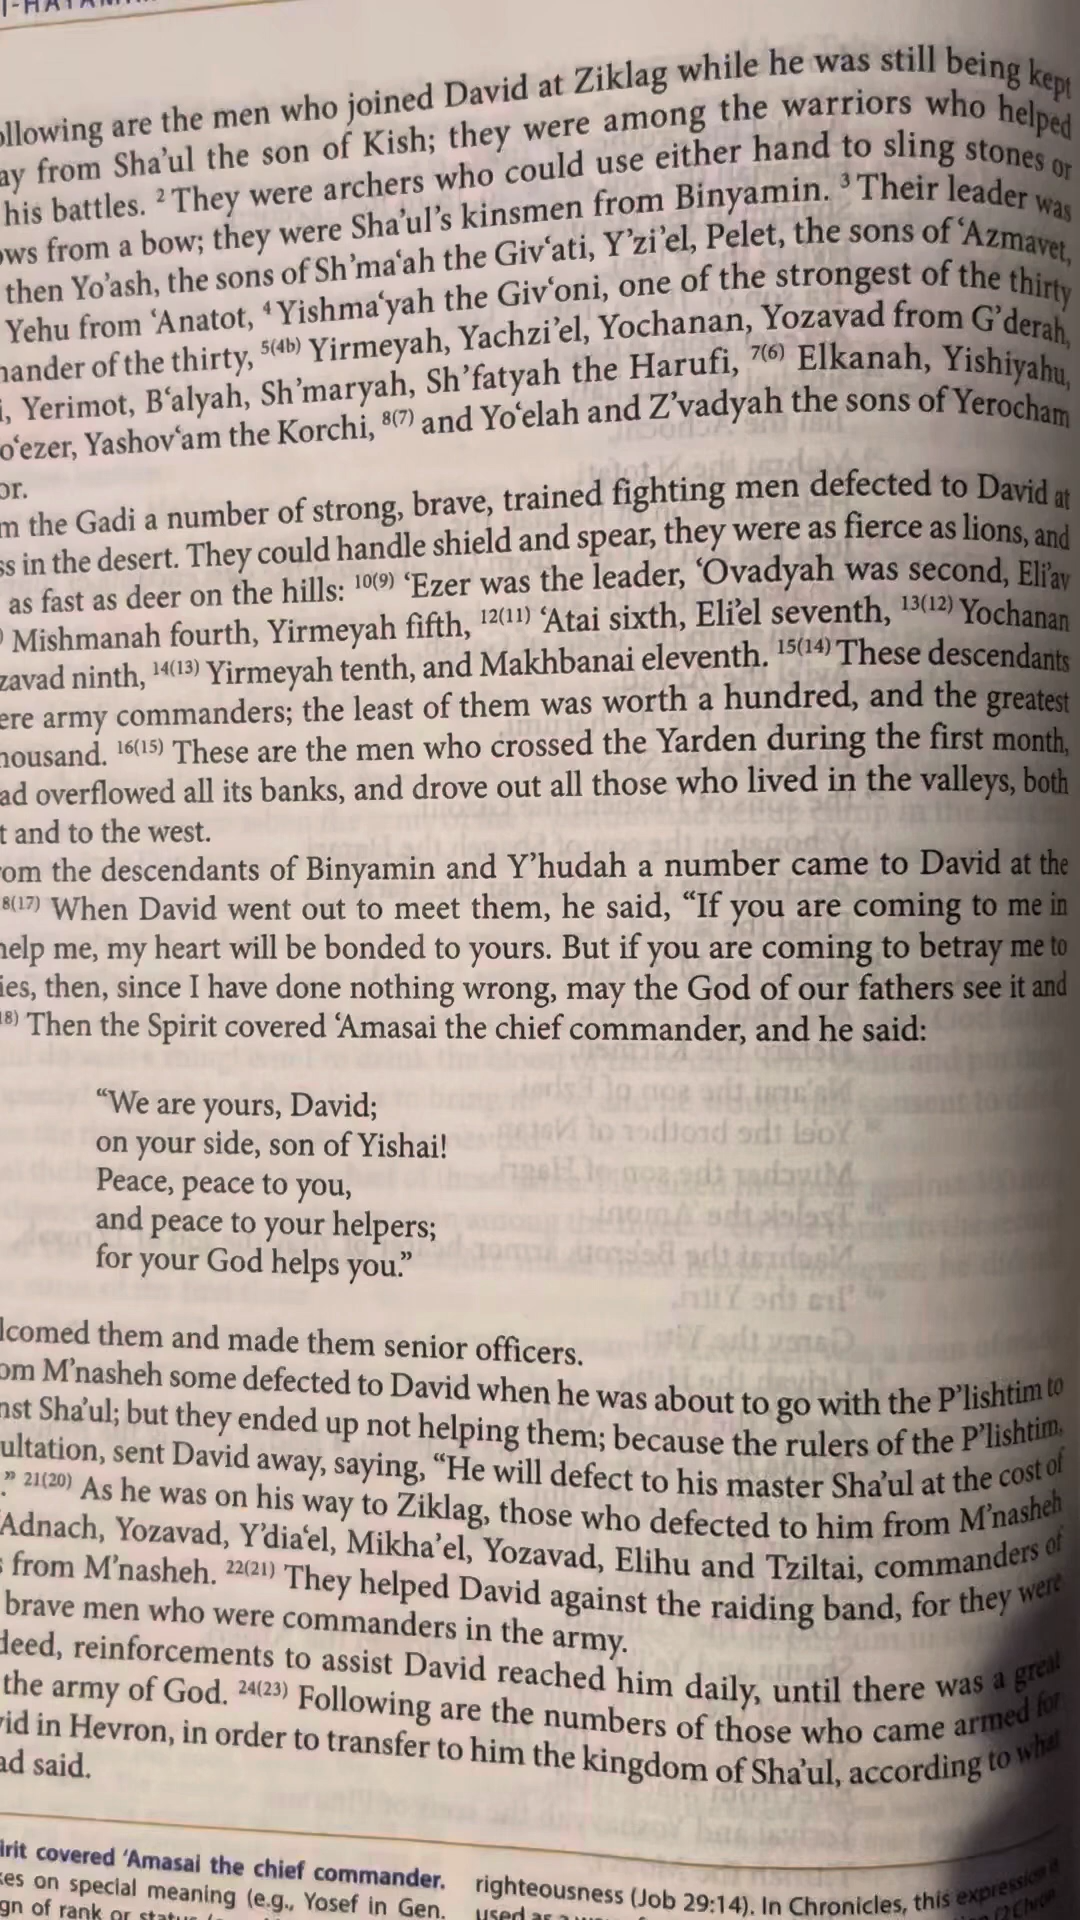 I-HAYAM
ollowing are the men who joined David at Ziklag while he was still being kept
ay from Sha'ul the son of Kish; they were among the warriors who helped
his battles. 2 They were archers who could use either hand to sling stones or
ows from a bow; they were Sha'ul's kinsmen from Binyamin. 3 Their leader was
then Yo'ash, the sons of Sh'ma‘ah the Giv‘ati, Y'zi'el, Pelet, the sons of ‘Azmavet,
Yehu from ‘Anatot, 4 Yishma‘yah the Giv‘oni, one of the strongest of the thirty
nander of the thirty, 5(4b) Yirmeyah, Yachzi'el, Yochanan, Yozavad from G'derah,
i, Yerimot, B‘alyah, Sh'maryah, Sh'fatyah the Harufi, 7(6) Elkanah, Yishiyahu,
o‘ezer, Yashov‘am the Korchi, 8(7) and Yo‘elah and Z'vadyah the sons of Yerocham
or.
m the Gadi a number of strong, brave, trained fighting men defected to David at
ss in the desert. They could handle shield and spear, they were as fierce as lions, and
as fast as deer on the hills: 10(9) ‘Ezer was the leader, ‘Ovadyah was second, Eli'av
) Mishmanah fourth, Yirmeyah fifth, 12(11) ‘Atai sixth, Eli'el seventh, 13(12) Yochanan
zavad ninth, 14(13) Yirmeyah tenth, and Makhbanai eleventh. 15(14) These descendants
ere army commanders; the least of them was worth a hundred, and the greatest
housand. 16(15) These are the men who crossed the Yarden during the first month,
ad overflowed all its banks, and drove out all those who lived in the valleys, both
t and to the west.
rom the descendants of Binyamin and Y'hudah a number came to David at the
8(17) When David went out to meet them, he said, “If you are coming to me in
help me, my heart will be bonded to yours. But if you are coming to betray me to
ies, then, since I have done nothing wrong, may the God of our fathers see it and
18) Then the Spirit covered ‘Amasai the chief commander, and he said:
“We are yours, David;
on your side, son of Yishai!
Peace, peace to you,
and peace to your helpers;
for your God helps you.”
lcomed them and made them senior officers.
om M'nasheh some defected to David when he was about to go with the P'lishtim to
nst Sha'ul; but they ended up not helping them; because the rulers of the P'lishtim,
ultation, sent David away, saying, “He will defect to his master Sha'ul at the cost of
.” 21(20) As he was on his way to Ziklag, those who defected to him from M'nasheh
Adnach, Yozavad, Y'dia‘el, Mikha'el, Yozavad, Elihu and Tziltai, commanders of
s from M'nasheh. 22(21) They helped David against the raiding band, for they were
brave men who were commanders in the army.
deed, reinforcements to assist David reached him daily, until there was a great
the army of God. 24(23) Following are the numbers of those who came armed for
vid in Hevron, in order to transfer to him the kingdom of Sha'ul, according to what
ad said.
irit covered ‘Amasai the chief commander.
kes on special meaning (e.g., Yosef in Gen.
gn of rank or
righteousness (Job 29:14). In Chronicles, this expression
used as a
(2 Chron